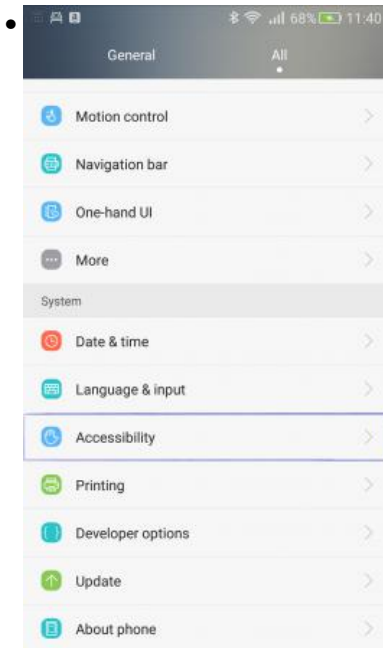 68% 11:40
General All
Motion control
Navigation bar
One-hand UI
More
System
Date & time
Language & input
Accessibility
Printing
Developer options
Update
About phone